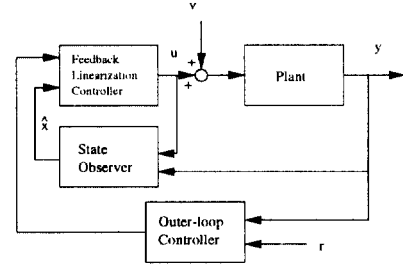 v
Feedback
Linearization
Controller
u
+
+
Plant
y
x̂
State
Observer
Outer-loop
Controller
r